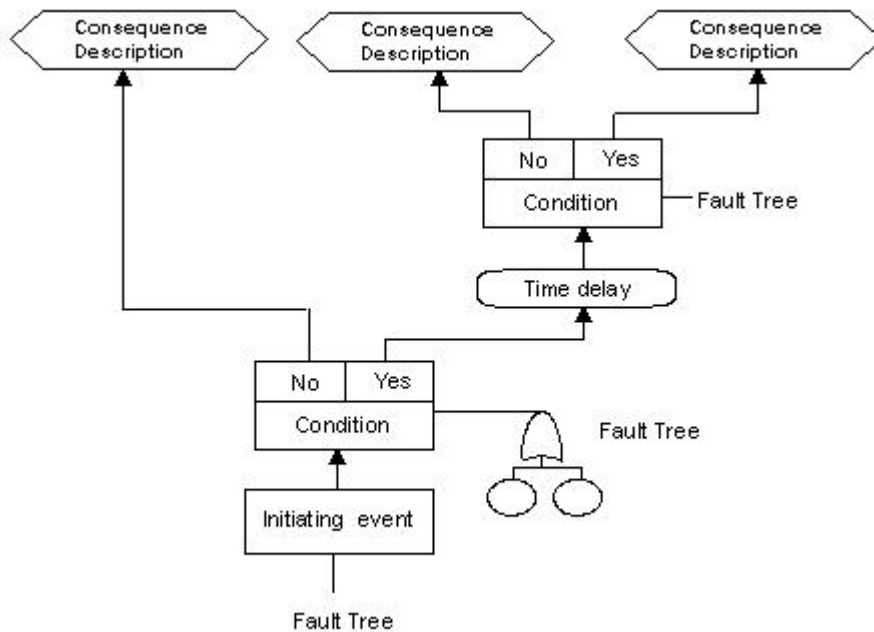 Consequence
Description
Consequence
Description
Consequence
Description
No
Yes
Condition
Fault Tree
Time delay
No
Yes
Condition
Fault Tree
Initiating event
Fault Tree